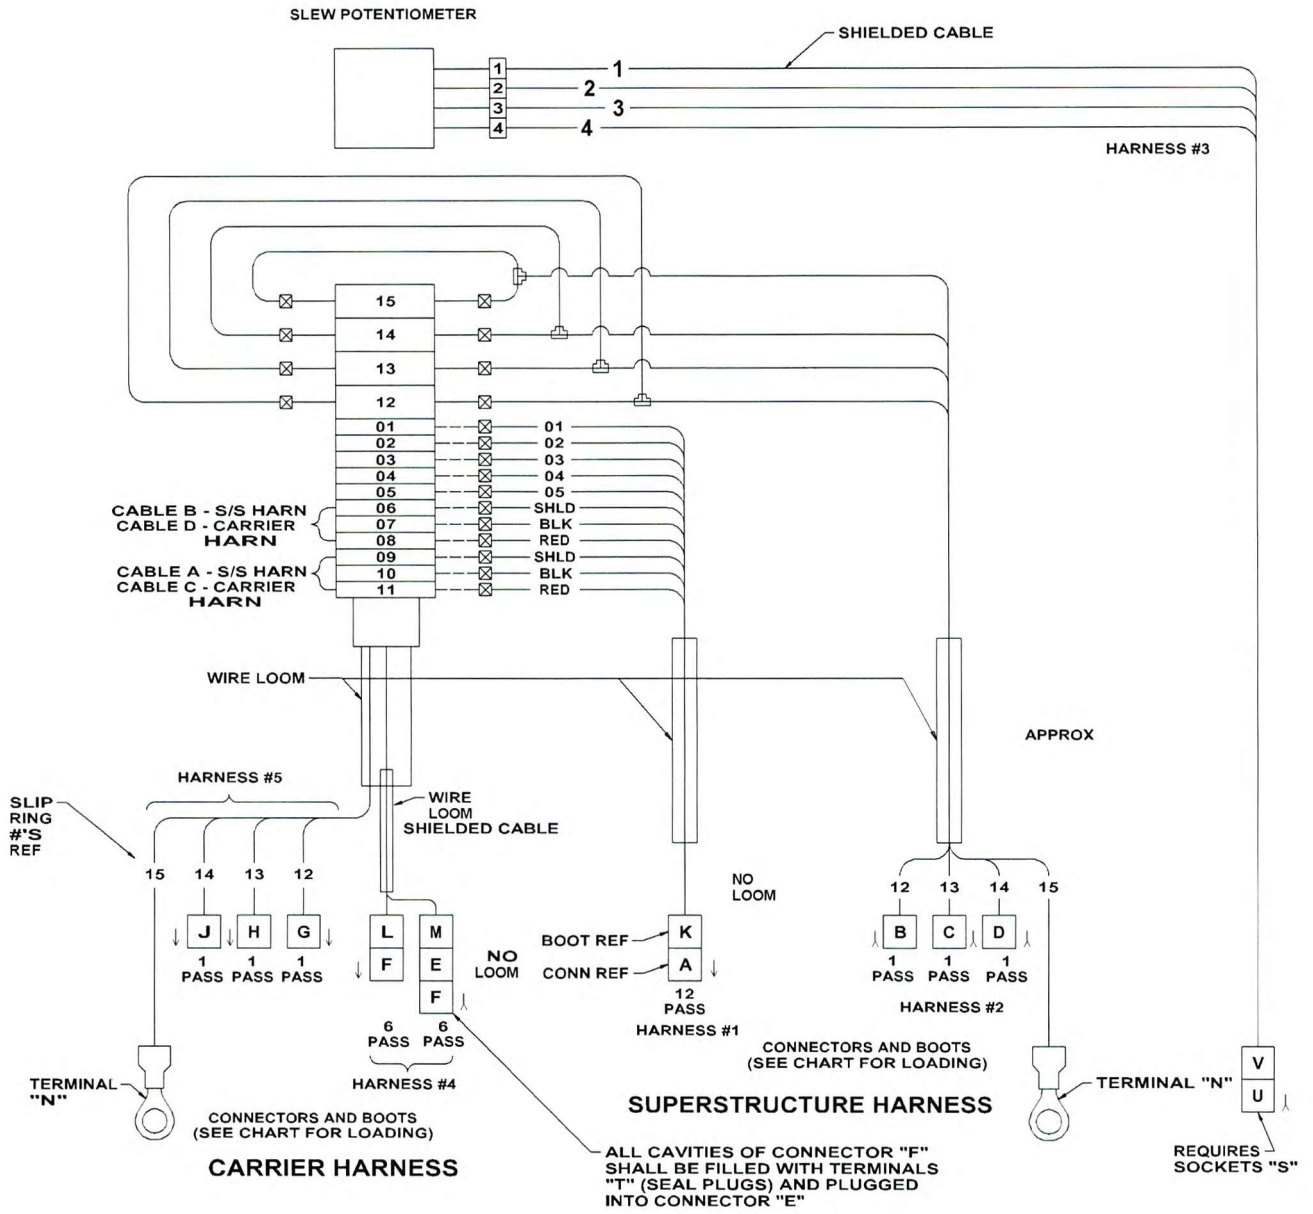 SLEW POTENTIOMETER
SHIELDED CABLE
1 1
2 2
3 3
4 4
HARNESS #3
15
14
13
12
01 01
02 02
03 03
04 04
05 05
CABLE B - S/S HARN
CABLE D - CARRIER
HARN
06 SHLD
07 BLK
08 RED
CABLE A - S/S HARN
CABLE C - CARRIER
HARN
09 SHLD
10 BLK
11 RED
WIRE LOOM
APPROX
HARNESS #5
SLIP
RING
#'S
REF
WIRE
LOOM
SHIELDED CABLE
15 14 13 12
J H G
1 1 1
PASS PASS PASS
L M
F E
F
NO
LOOM
6 6
PASS PASS
HARNESS #4
NO
LOOM
BOOT REF K
CONN REF A
12
PASS
HARNESS #1
12 13 14 15
B C D
1 1 1
PASS PASS PASS
HARNESS #2
CONNECTORS AND BOOTS
(SEE CHART FOR LOADING)
SUPERSTRUCTURE HARNESS
TERMINAL "N"
V
U
REQUIRES
SOCKETS "S"
TERMINAL
"N"
CONNECTORS AND BOOTS
(SEE CHART FOR LOADING)
CARRIER HARNESS
ALL CAVITIES OF CONNECTOR "F"
SHALL BE FILLED WITH TERMINALS
"T" (SEAL PLUGS) AND PLUGGED
INTO CONNECTOR "E"